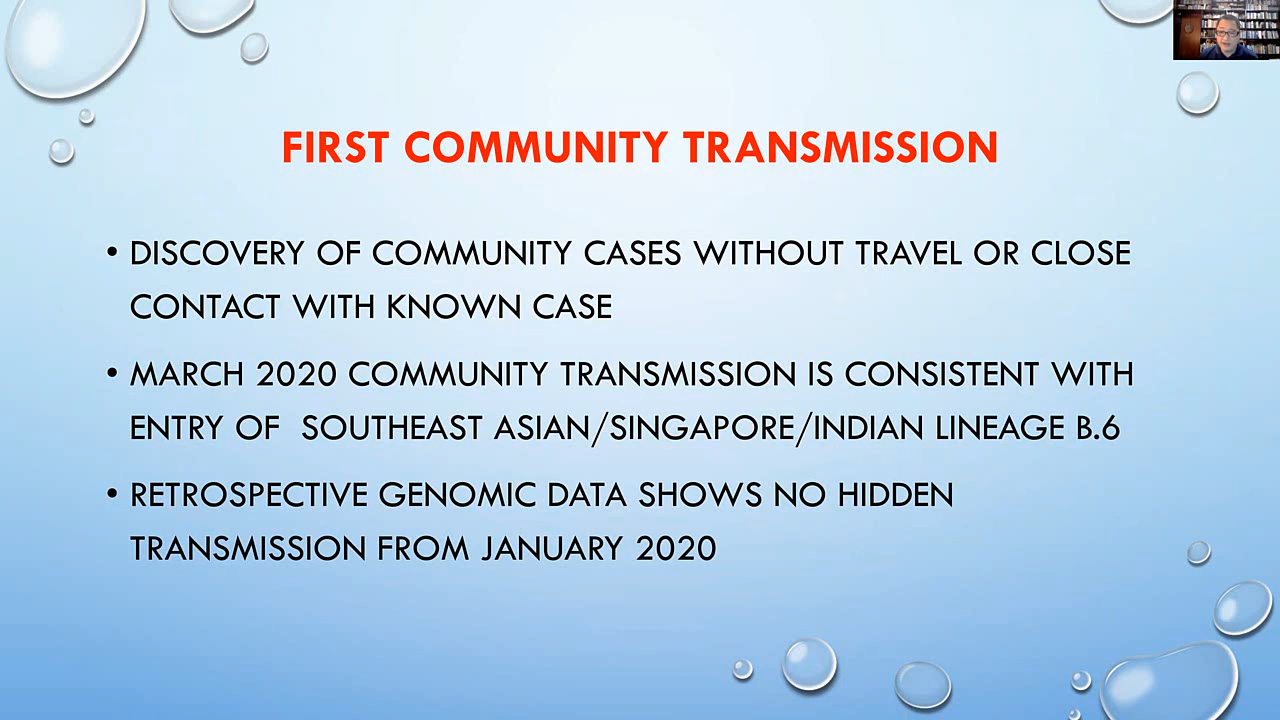 FIRST COMMUNITY TRANSMISSION
• DISCOVERY OF COMMUNITY CASES WITHOUT TRAVEL OR CLOSE
CONTACT WITH KNOWN CASE
• MARCH 2020 COMMUNITY TRANSMISSION IS CONSISTENT WITH
ENTRY OF  SOUTHEAST ASIAN/SINGAPORE/INDIAN LINEAGE B.6
• RETROSPECTIVE GENOMIC DATA SHOWS NO HIDDEN
TRANSMISSION FROM JANUARY 2020